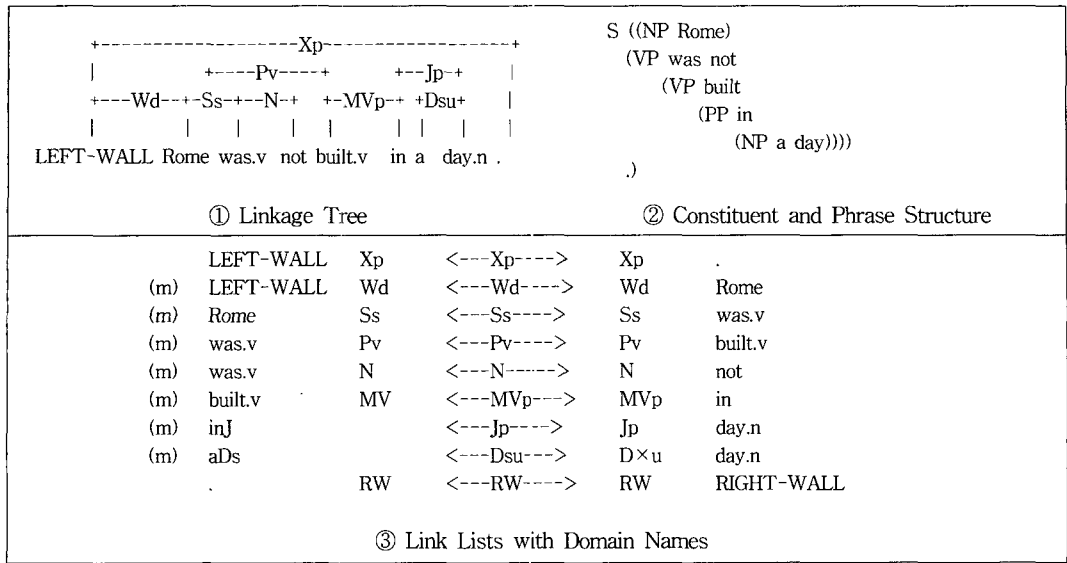 +--------------------Xp-------------------+
|            +----Pv----+       +--Jp-+     |
+---Wd--+-Ss-+--N-+  +-MVp-+ +Dsu+     |
|          |     |      |    |       | |     |     |
LEFT-WALL Rome was.v not built.v in a day.n .
① Linkage Tree
S ((NP Rome)
(VP was not
(VP built
(PP in
(NP a day))))
.)
② Constituent and Phrase Structure
LEFT-WALL Xp <---Xp----> Xp .
(m) LEFT-WALL Wd <---Wd----> Wd Rome
(m) Rome Ss <---Ss----> Ss was.v
(m) was.v Pv <---Pv----> Pv built.v
(m) was.v N <---N-----> N not
(m) built.v MV <---MVp---> MVp in
(m) inJ <---Jp----> Jp day.n
(m) aDs <---Dsu---> D×u day.n
. RW <---RW----> RW RIGHT-WALL
③ Link Lists with Domain Names